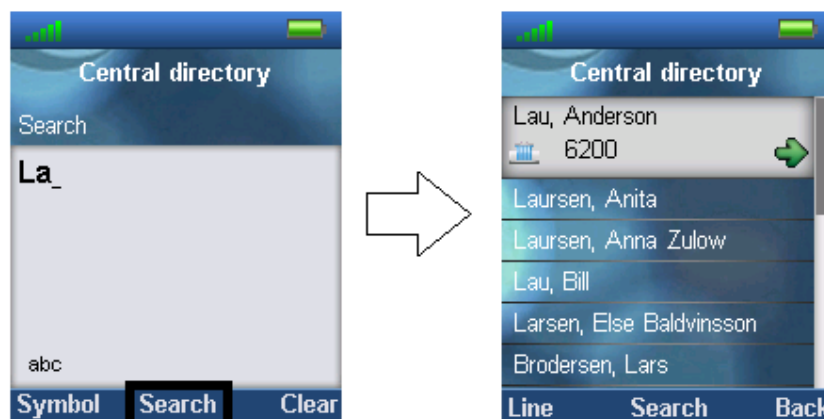 Central directory
Search
La_
abc
Symbol Search Clear
Central directory
Lau, Anderson
6200
Laursen, Anita
Laursen, Anna Zulow
Lau, Bill
Larsen, Else Baldvinsson
Brodersen, Lars
Line Search Back